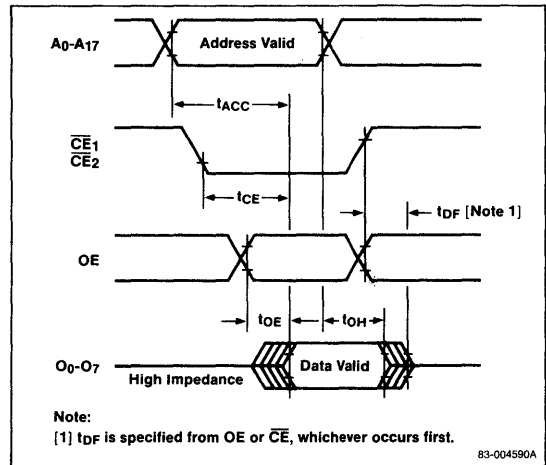 A0-A17
Address Valid
tACC
CE1
CE2
tCE
tDF [Note 1]
OE
tOE
tOH
O0-O7
High Impedance
Data Valid
Note:
[1] tDF is specified from OE or CE, whichever occurs first.
83-004590A